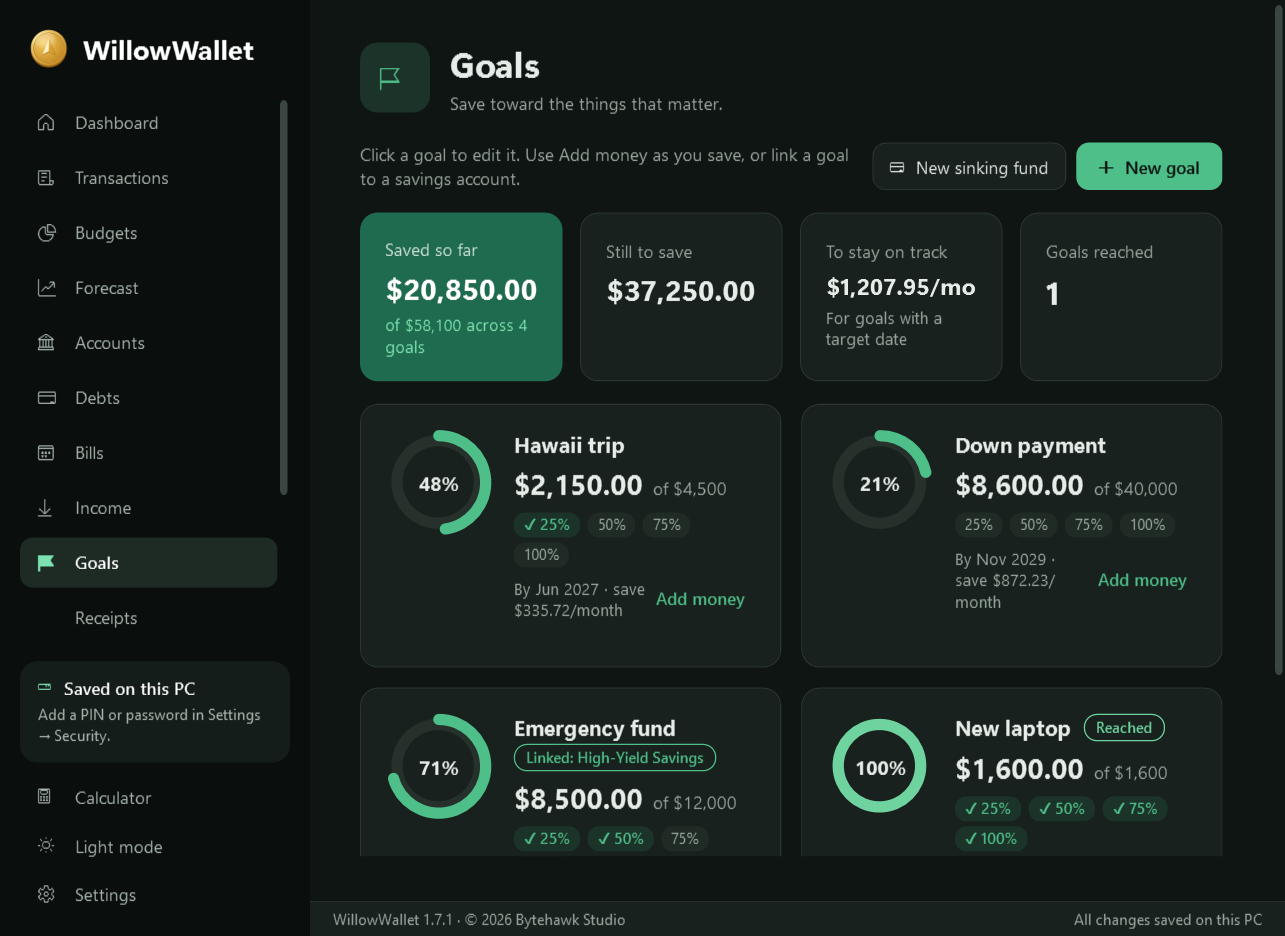 WillowWallet
Dashboard
Transactions
Budgets
Forecast
Accounts
Debts
Bills
Income
Goals
Receipts
Saved on this PC
Add a PIN or password in Settings
→ Security.
Calculator
Light mode
Settings
Goals
Save toward the things that matter.
Click a goal to edit it. Use Add money as you save, or link a goal
to a savings account.
New sinking fund
+ New goal
Saved so far
$20,850.00
of $58,100 across 4
goals
Still to save
$37,250.00
To stay on track
$1,207.95/mo
For goals with a
target date
Goals reached
1
48%
Hawaii trip
$2,150.00 of $4,500
✓ 25% 50% 75%
100%
By Jun 2027 · save
$335.72/month
Add money
21%
Down payment
$8,600.00 of $40,000
25% 50% 75% 100%
By Nov 2029 ·
save $872.23/
month
Add money
71%
Emergency fund
Linked: High-Yield Savings
$8,500.00 of $12,000
✓ 25% ✓ 50% 75%
100%
New laptop Reached
$1,600.00 of $1,600
✓ 25% ✓ 50% ✓ 75%
✓ 100%
WillowWallet 1.7.1 · © 2026 Bytehawk Studio
All changes saved on this PC